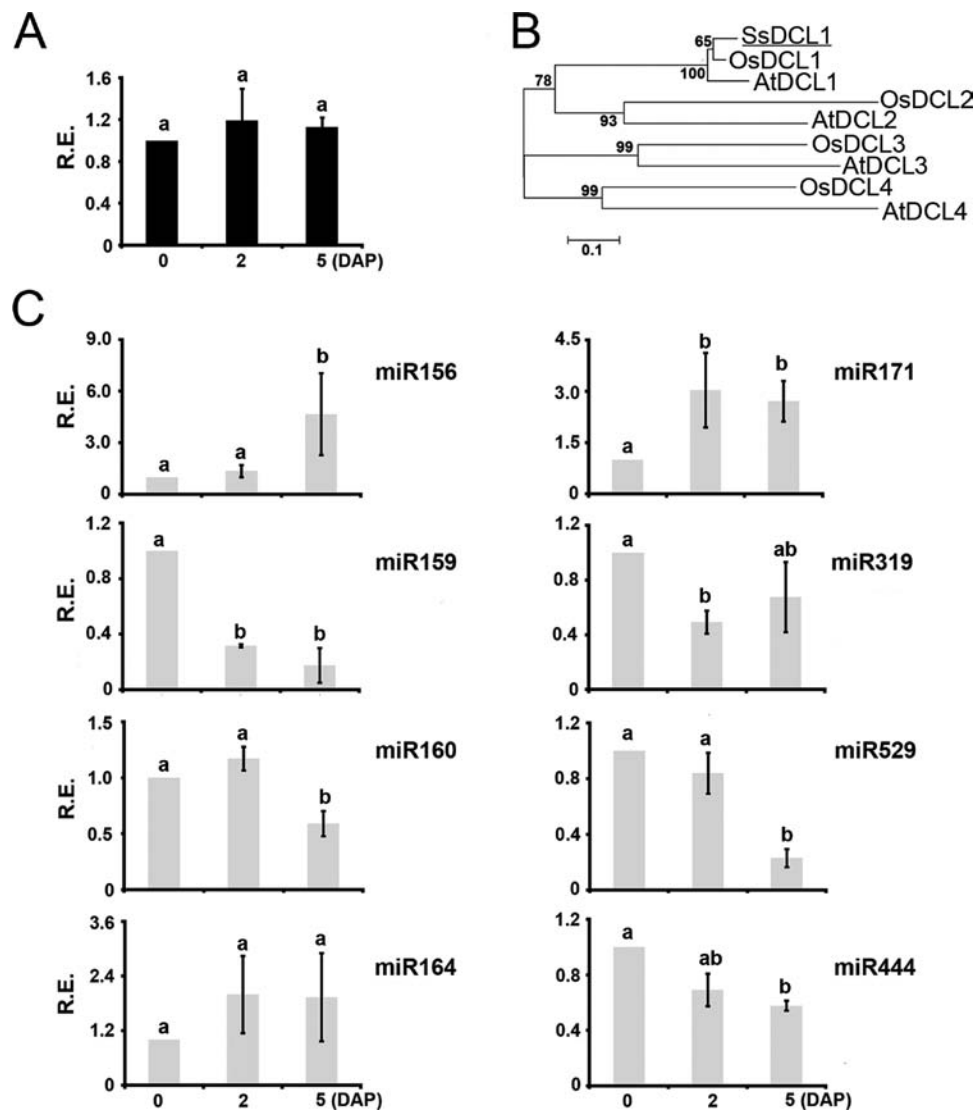 A
R.E.
1.6
1.2
0.8
0.4
0
a
a
a
0 2 5 (DAP)
B
SsDCL1
OsDCL1
AtDCL1
OsDCL2
AtDCL2
OsDCL3
AtDCL3
OsDCL4
AtDCL4
65
100
78
93
99
99
0.1
C
miR156
R.E.
9.0
6.0
3.0
0
a
a
b
miR171
4.5
3.0
1.5
0
a
b
b
miR159
R.E.
1.2
0.8
0.4
0
a
b
b
miR319
1.2
0.8
0.4
0
a
b
ab
miR160
R.E.
1.5
1.0
0.5
0
a
a
b
miR529
1.2
0.8
0.4
0
a
a
b
miR164
R.E.
3.6
2.4
1.2
0
a
a
a
0 2 5 (DAP)
miR444
1.2
0.8
0.4
0
a
ab
b
0 2 5 (DAP)